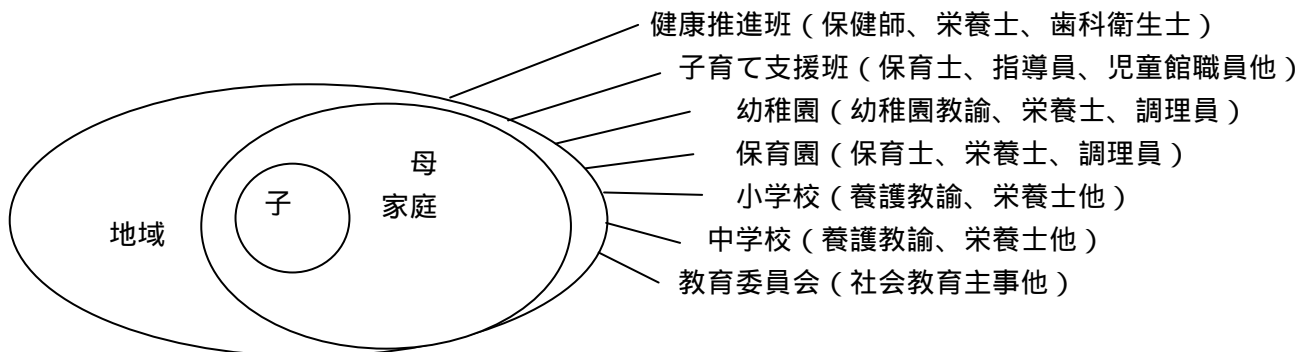 健康推進班（保健師、栄養士、歯科衛生士）
子育て支援班（保育士、指導員、児童館職員他）
幼稚園（幼稚園教諭、栄養士、調理員）
保育園（保育士、栄養士、調理員）
小学校（養護教諭、栄養士他）
中学校（養護教諭、栄養士他）
教育委員会（社会教育主事他）
母
家庭
子
地域